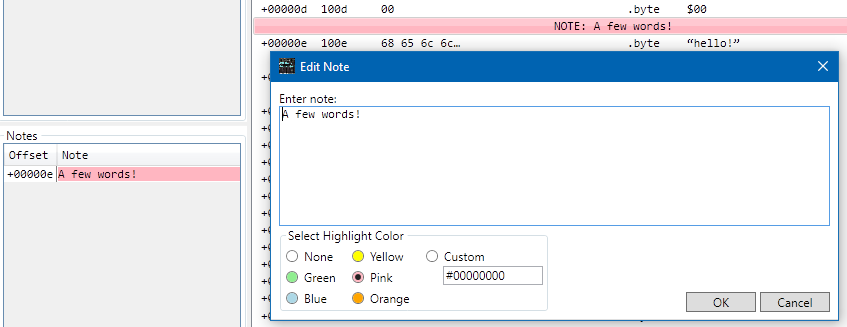 +00000d 100d 00 .byte $00
NOTE: A few words!
+00000e 100e 68 65 6c 6c… .byte “hello!”
Edit Note
Enter note:
A few words!
Notes
Offset Note
+00000e A few words!
Select Highlight Color
None Yellow Custom
Green Pink #00000000
Blue Orange
OK Cancel